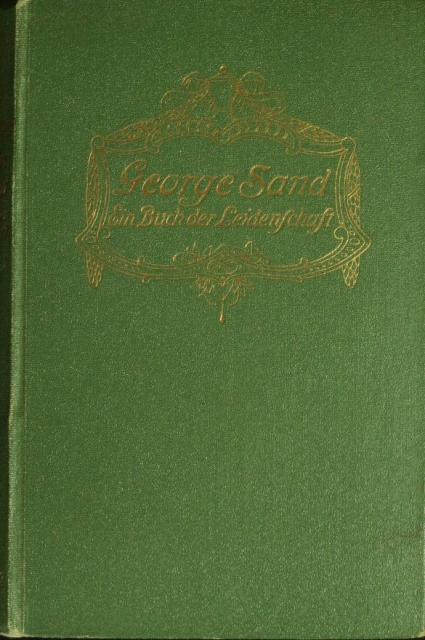 George Sand
Ein Buch der Leidenschaft